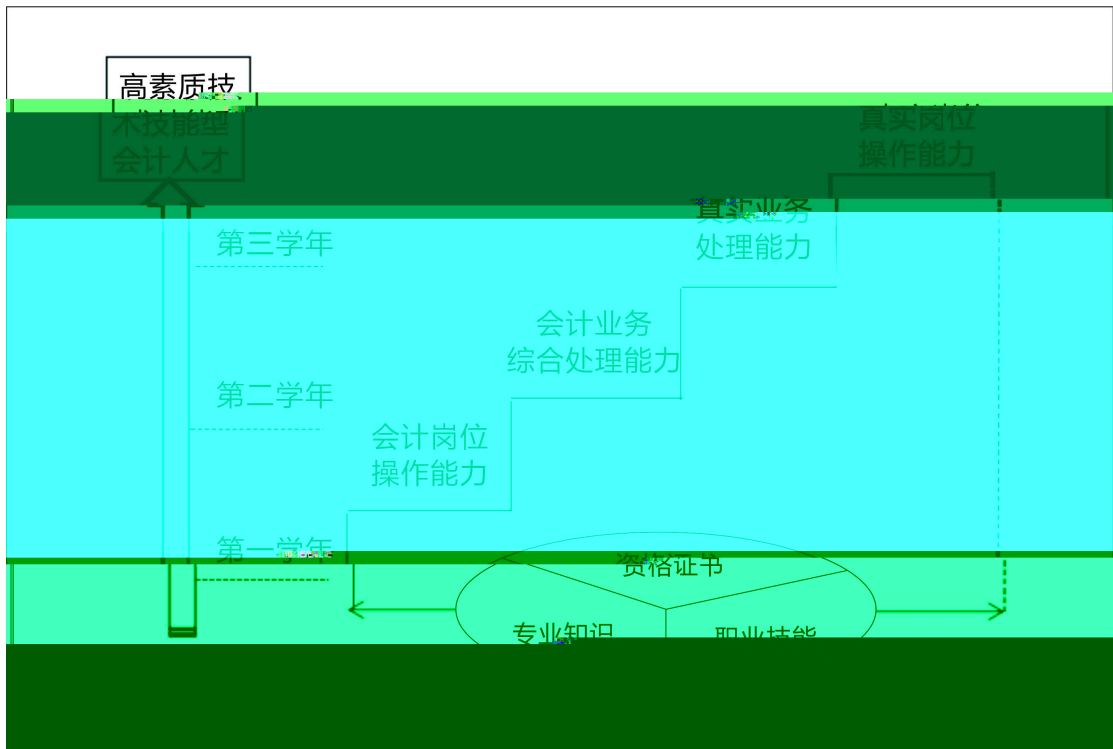 高素质技
术技能型
会计人才
真实岗位
操作能力
真实业务
处理能力
第三学年
会计业务
综合处理能力
第二学年
会计岗位
操作能力
第一学年
资格证书
专业知识
职业技能